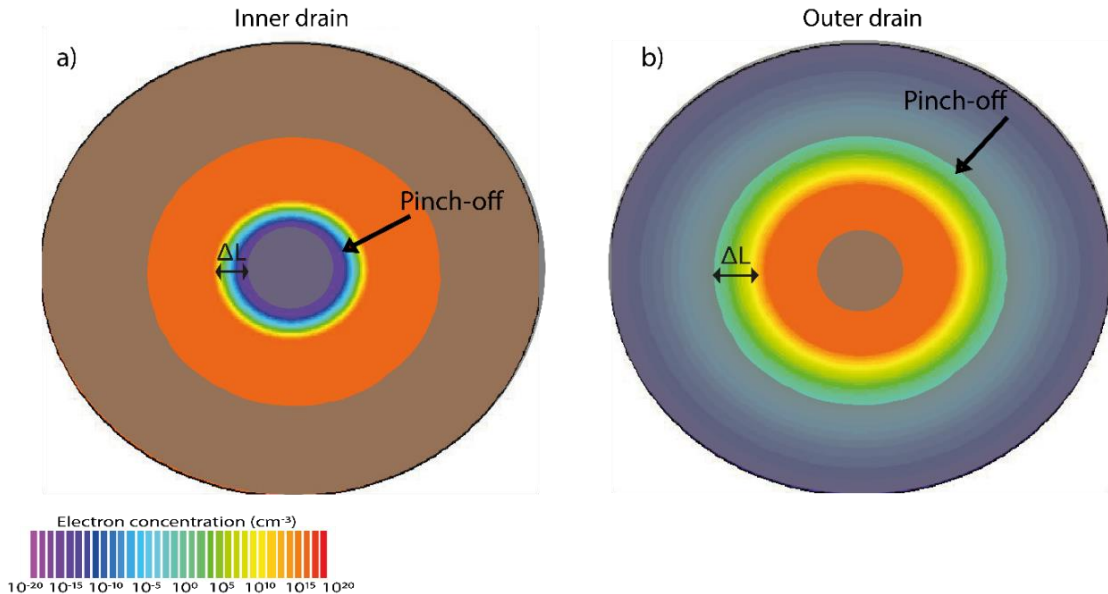 Inner drain
Outer drain
a)
b)
Pinch-off
Pinch-off
ΔL
ΔL
Electron concentration (cm⁻³)
10⁻²⁰ 10⁻¹⁵ 10⁻¹⁰ 10⁻⁵ 10⁰ 10⁵ 10¹⁰ 10¹⁵ 10²⁰